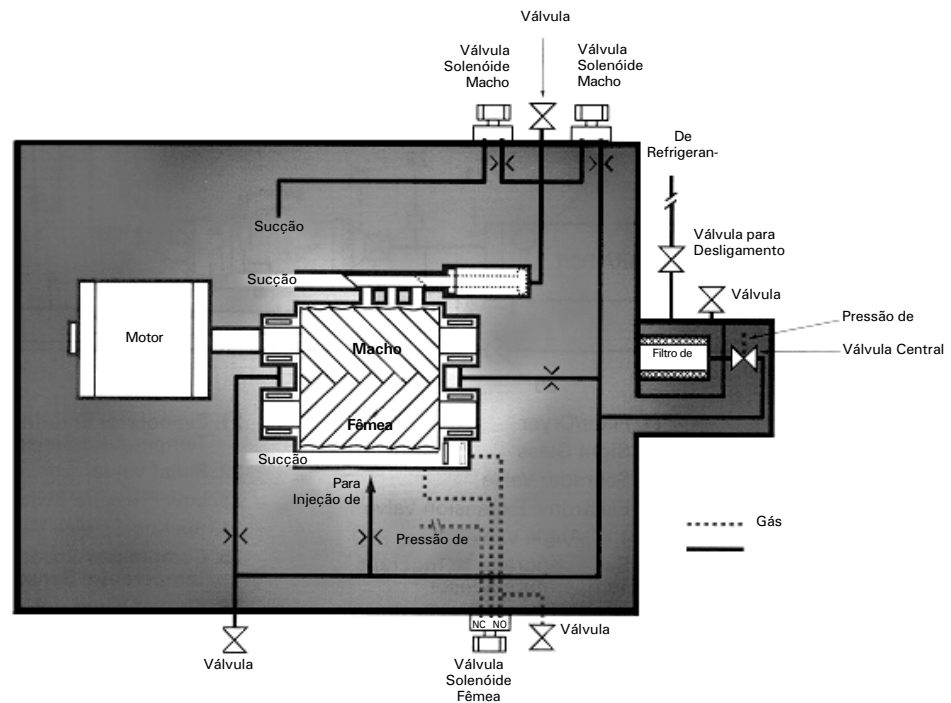 Válvula
Válvula
Solenóide
Macho
Válvula
Solenóide
Macho
De
Refrigeran-
Sucção
Válvula para
Desligamento
Sucção
Válvula
Pressão de
Motor
Macho
Filtro de
Válvula Central
Fêmea
Sucção
Para
Injeção de
Gás
Pressão de
NC NO
Válvula
Válvula
Válvula
Solenóide
Fêmea